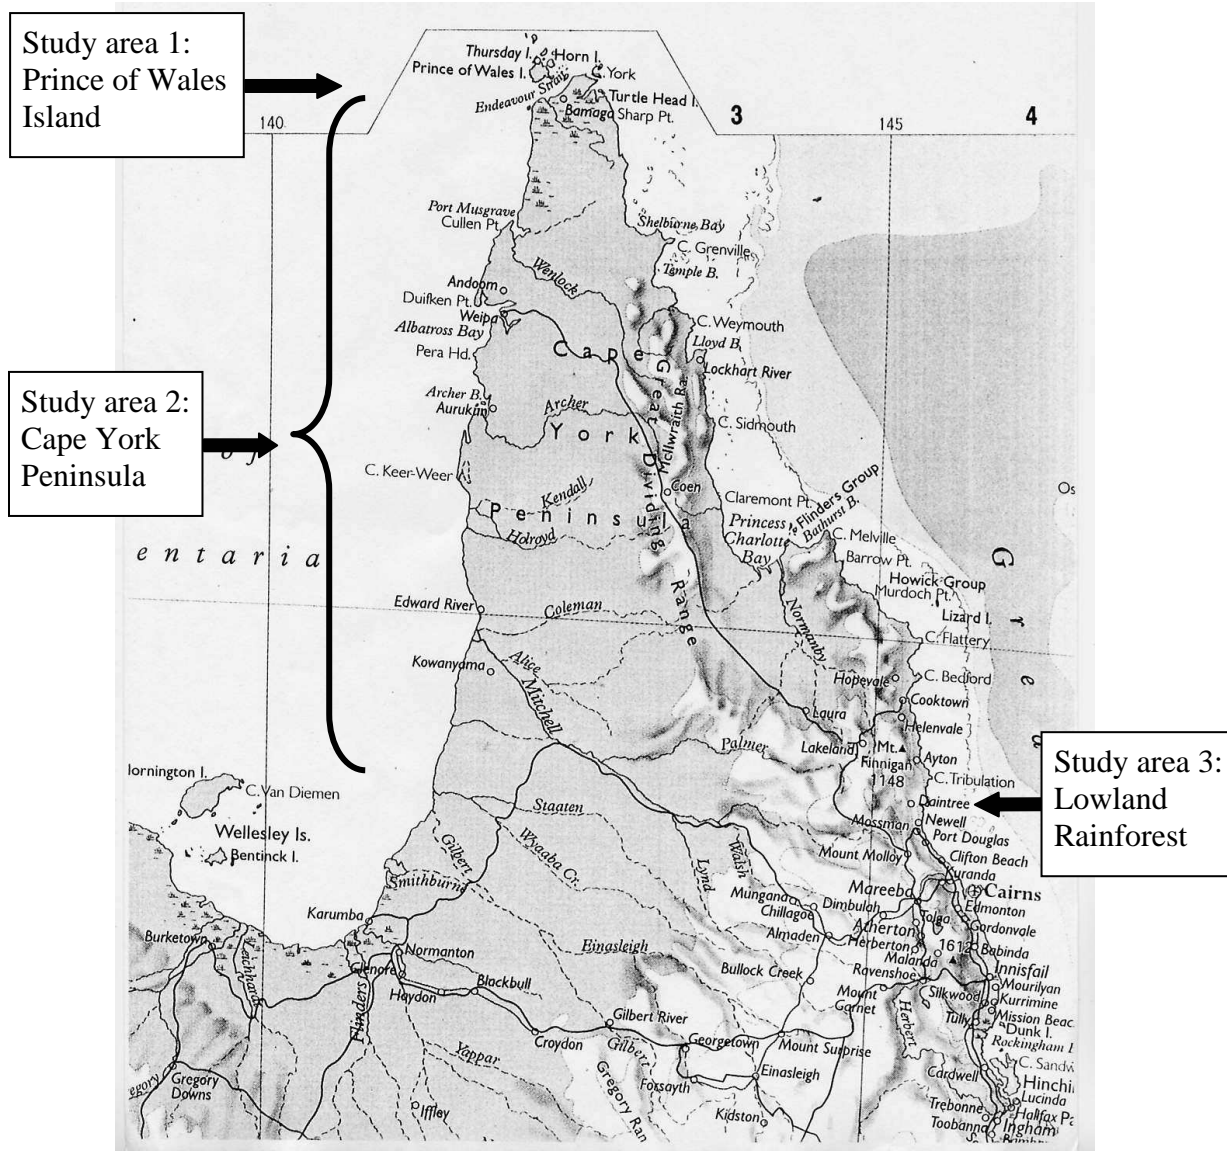 Study area 1:
Prince of Wales
Island
Study area 2:
Cape York
Peninsula
Study area 3:
Lowland
Rainforest
Thursday I.
Horn I.
Prince of Wales I.
C. York
Endeavour Strait
Turtle Head I.
Bamaga
Sharp Pt.
3
4
140
145
Port Musgrave
Cullen Pt.
Shelburne Bay
C. Grenville
Temple B.
Wenlock
Andoom
Duifken Pt.
Weipa
Albatross Bay
Pera Hd.
C. Weymouth
Lloyd B.
Lockhart River
Cape
York
Peninsula
Great
Dividing
Range
McIlwraith Ra.
Archer B.
Aurukun
Archer
C. Sidmouth
C. Keer-Weer
Coen
Kendall
Holroyd
Claremont Pt.
Flinders Group
Bathurst B.
Princess
Charlotte
Bay
C. Melville
Barrow Pt.
Howick Group
Murdoch Pt.
Lizard I.
C. Flattery
of
entaria
G r e a
Os
Edward River
Coleman
Normanby
Kowanyama
Alice
Mitchell
Hopevale
C. Bedford
Cooktown
Laura
Helenvale
Palmer
Lakeland
Mt.
Finnigan
1148
Ayton
C. Tribulation
Daintree
Newell
Mossman
Port Douglas
Mornington I.
C. Van Diemen
Wellesley Is.
Bentinck I.
Staaten
Gilbert
Wyaaba Cr.
Lynd
Walsh
Mount Molloy
Clifton Beach
Kuranda
Smithburne
Mareeba
Cairns
Mungana
Chillagoe
Dimbulah
Edmonton
Tolga
Gordonvale
Karumba
Atherton
Almaden
Herberton
1612
Babinda
Burketown
Leichhardt
Normanton
Einasleigh
Malanda
Innisfail
Glenore
Bullock Creek
Ravenshoe
Mourilyan
Flinders
Haydon
Blackbull
Mount
Garnet
Silkwood
Kurrimine
Mission Beac
Gilbert River
Herbert
Tully
Dunk I.
Rockingham B
Croydon
Gilbert
Georgetown
Mount Surprise
C. Sandw
Yappar
Cardwell
Hinchi
Gregory
Gregory
Downs
Gregory Ran
Forsayth
Einasleigh
Lucinda
Iffley
Kidston
Trebonne
Halifax
Toobanna
Ingham